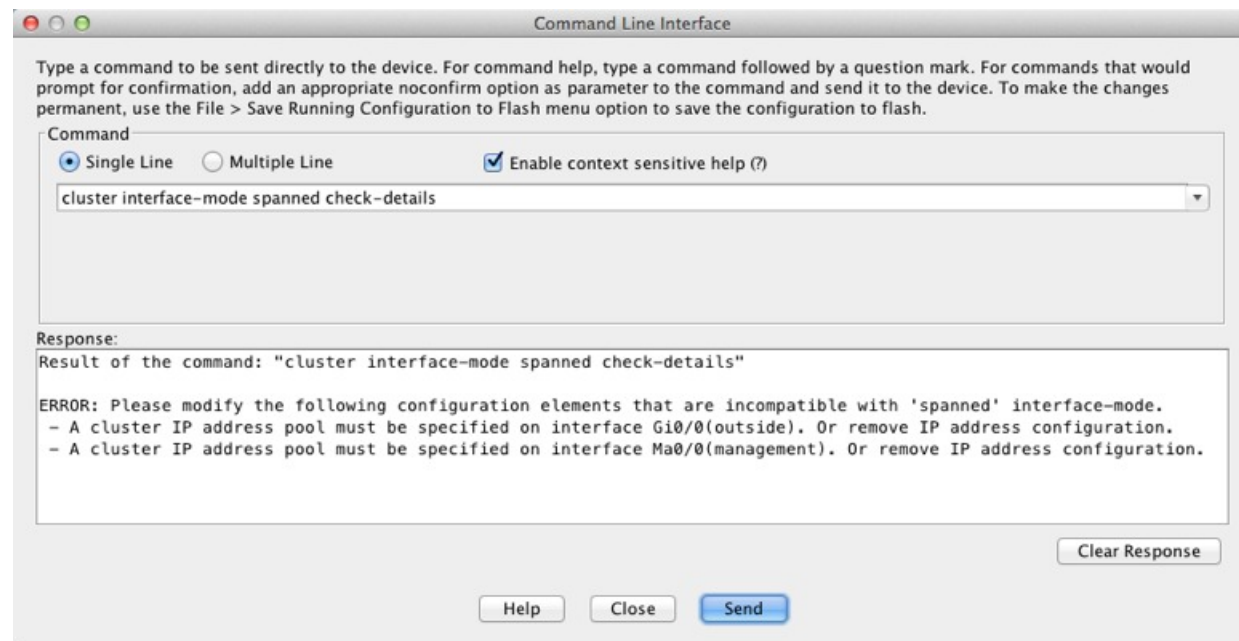 Command Line Interface
Type a command to be sent directly to the device. For command help, type a command followed by a question mark. For commands that would
prompt for confirmation, add an appropriate noconfirm option as parameter to the command and send it to the device. To make the changes
permanent, use the File > Save Running Configuration to Flash menu option to save the configuration to flash.
Command
Single Line Multiple Line Enable context sensitive help (?)
cluster interface-mode spanned check-details
Response:
Result of the command: "cluster interface-mode spanned check-details"
ERROR: Please modify the following configuration elements that are incompatible with 'spanned' interface-mode.
- A cluster IP address pool must be specified on interface Gi0/0(outside). Or remove IP address configuration.
- A cluster IP address pool must be specified on interface Ma0/0(management). Or remove IP address configuration.
Clear Response
Help Close Send